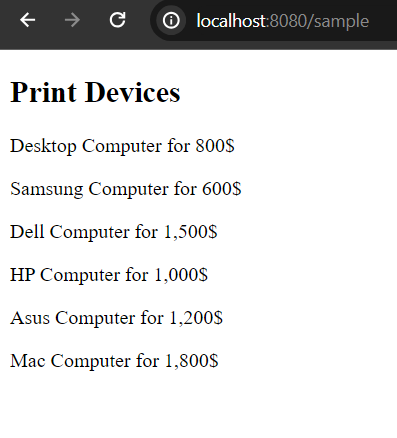 localhost:8080/sample
Print Devices
Desktop Computer for 800$
Samsung Computer for 600$
Dell Computer for 1,500$
HP Computer for 1,000$
Asus Computer for 1,200$
Mac Computer for 1,800$